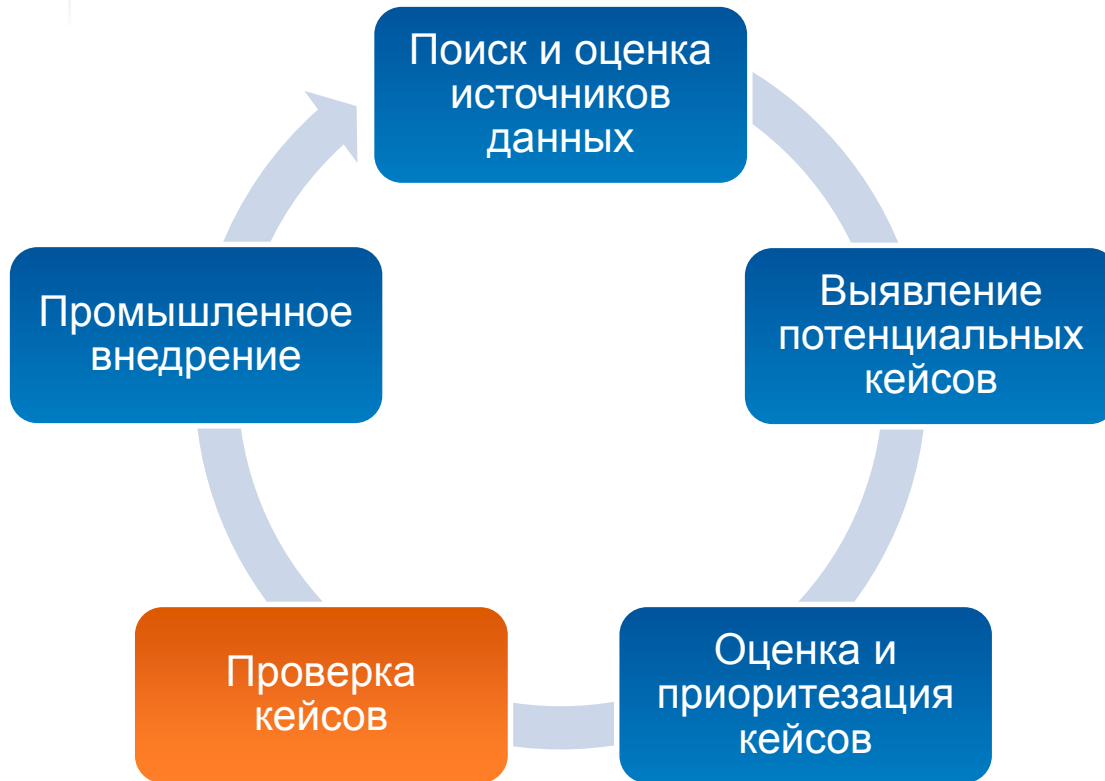 Поиск и оценка
источников
данных
Выявление
потенциальных
кейсов
Оценка и
приоритезация
кейсов
Проверка
кейсов
Промышленное
внедрение